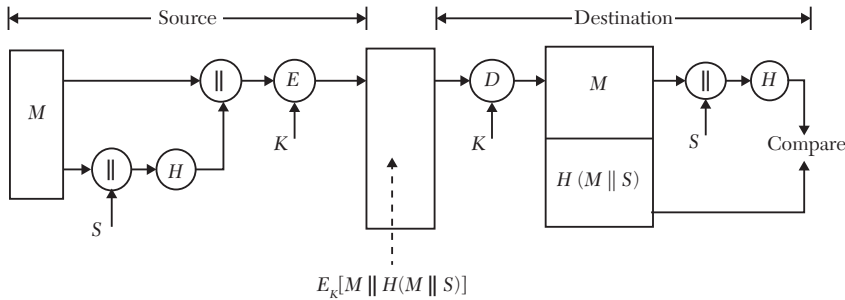 Source
Destination
M
||
E
D
M
||
H
K
K
S
Compare
||
H
H (M || S)
S
E_K[M || H(M || S)]